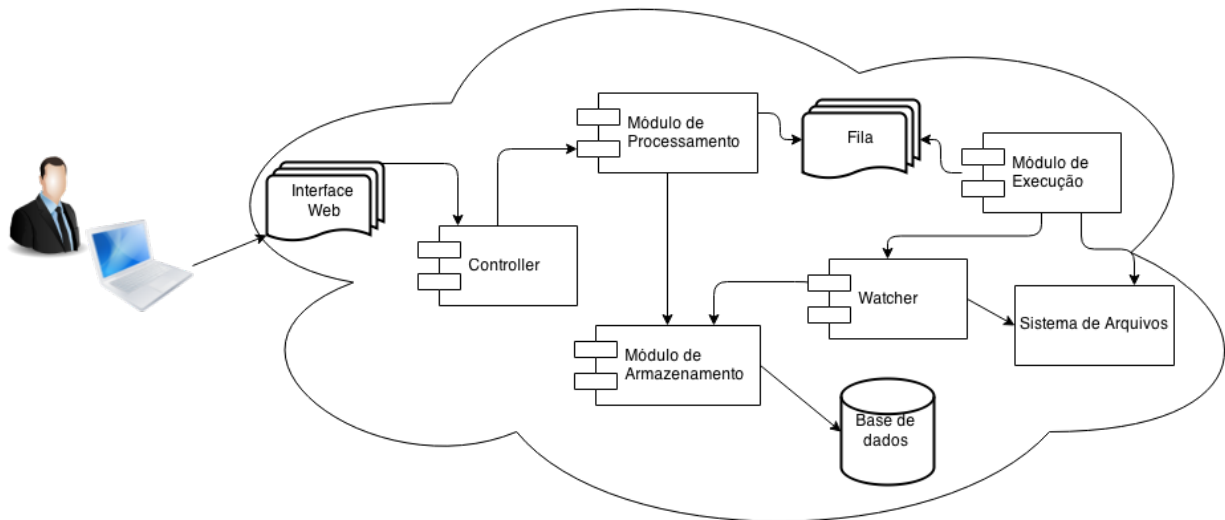 Módulo de
Processamento
Fila
Módulo de
Execução
Interface
Web
Controller
Watcher
Sistema de Arquivos
Módulo de
Armazenamento
Base de
dados